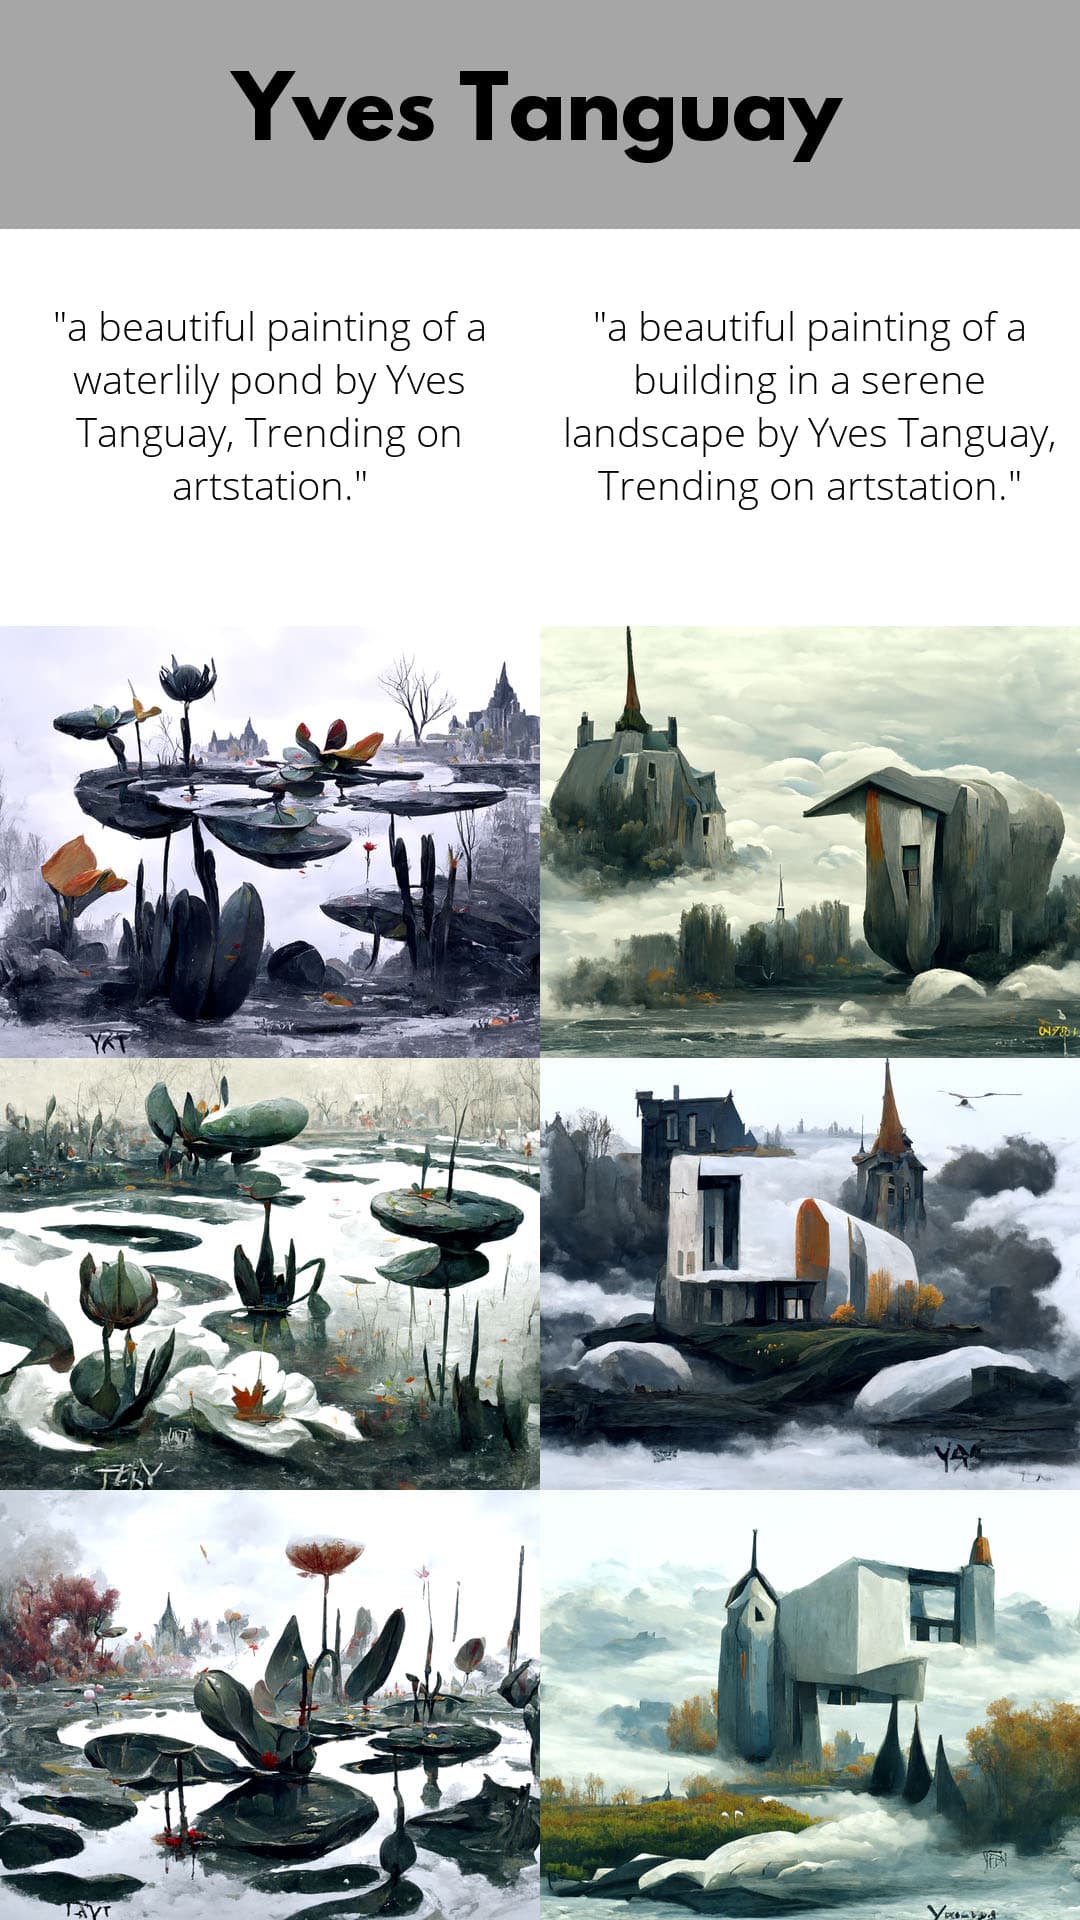 Yves Tanguay
"a beautiful painting of a
waterlily pond by Yves
Tanguay, Trending on
artstation."
"a beautiful painting of a
building in a serene
landscape by Yves Tanguay,
Trending on artstation."
YKT